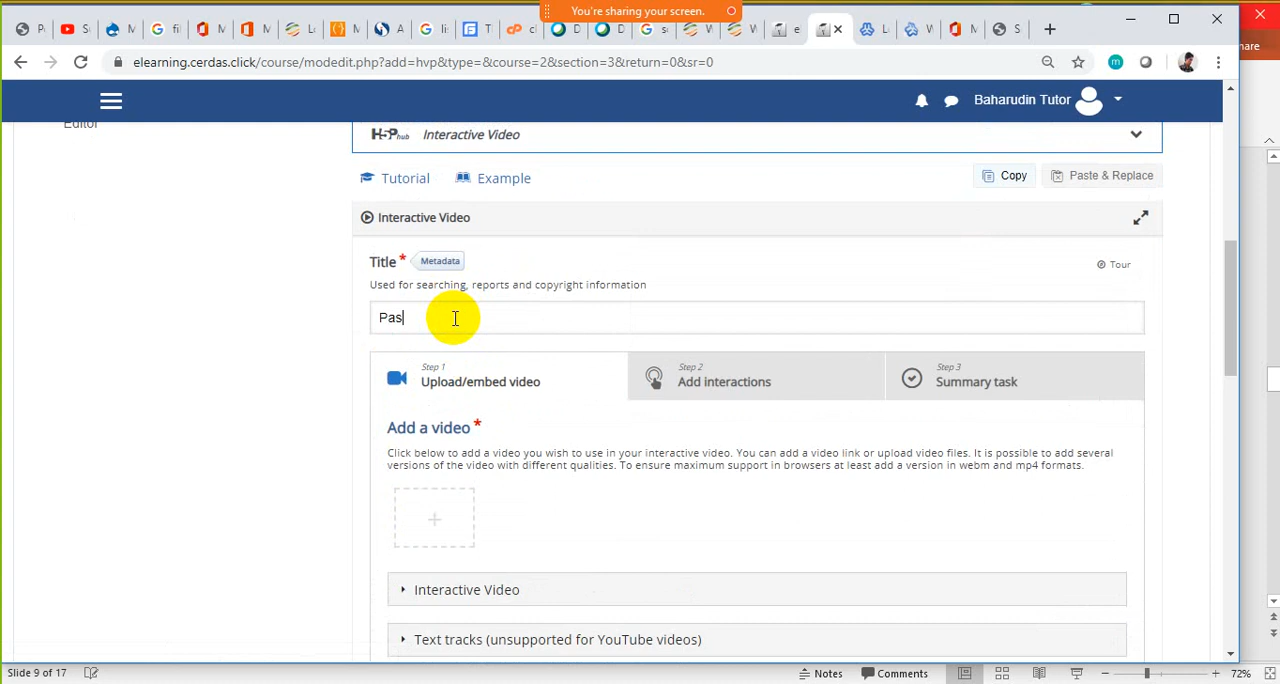 You're sharing your screen.
elearning.cerdas.click/course/modedit.php?add=hvp&type=&course=2&section=3&return=0&sr=0
Baharudin Tutor
Editor
H5P hub Interactive Video
Tutorial Example Copy Paste & Replace
Interactive Video
Title * Metadata Tour
Used for searching, reports and copyright information
Pas
Step 1 Step 2 Step 3
Upload/embed video Add interactions Summary task
Add a video *
Click below to add a video you wish to use in your interactive video. You can add a video link or upload video files. It is possible to add several
versions of the video with different qualities. To ensure maximum support in browsers at least add a version in webm and mp4 formats.
Interactive Video
Text tracks (unsupported for YouTube videos)
Slide 9 of 17 Notes Comments 72%